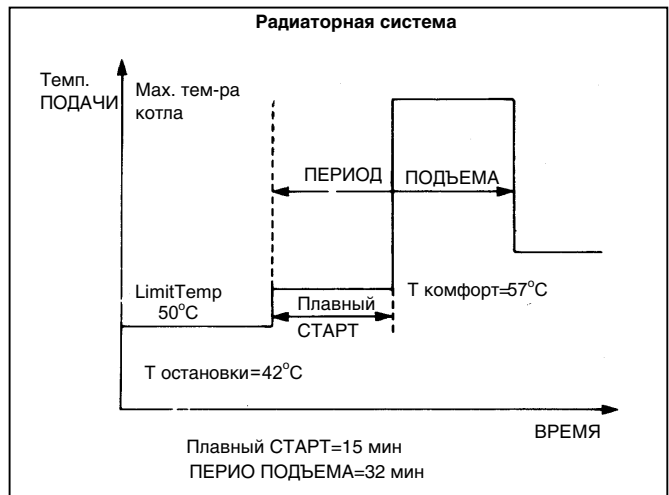 Радиаторная система
Темп.
ПОДАЧИ
Мах. тем-ра
котла
ПЕРИОД ПОДЪЕМА
LimitTemp
50°C
Плавный
СТАРТ
Т комфорт=57°C
Т остановки=42°C
ВРЕМЯ
Плавный СТАРТ=15 мин
ПЕРИО ПОДЪЕМА=32 мин